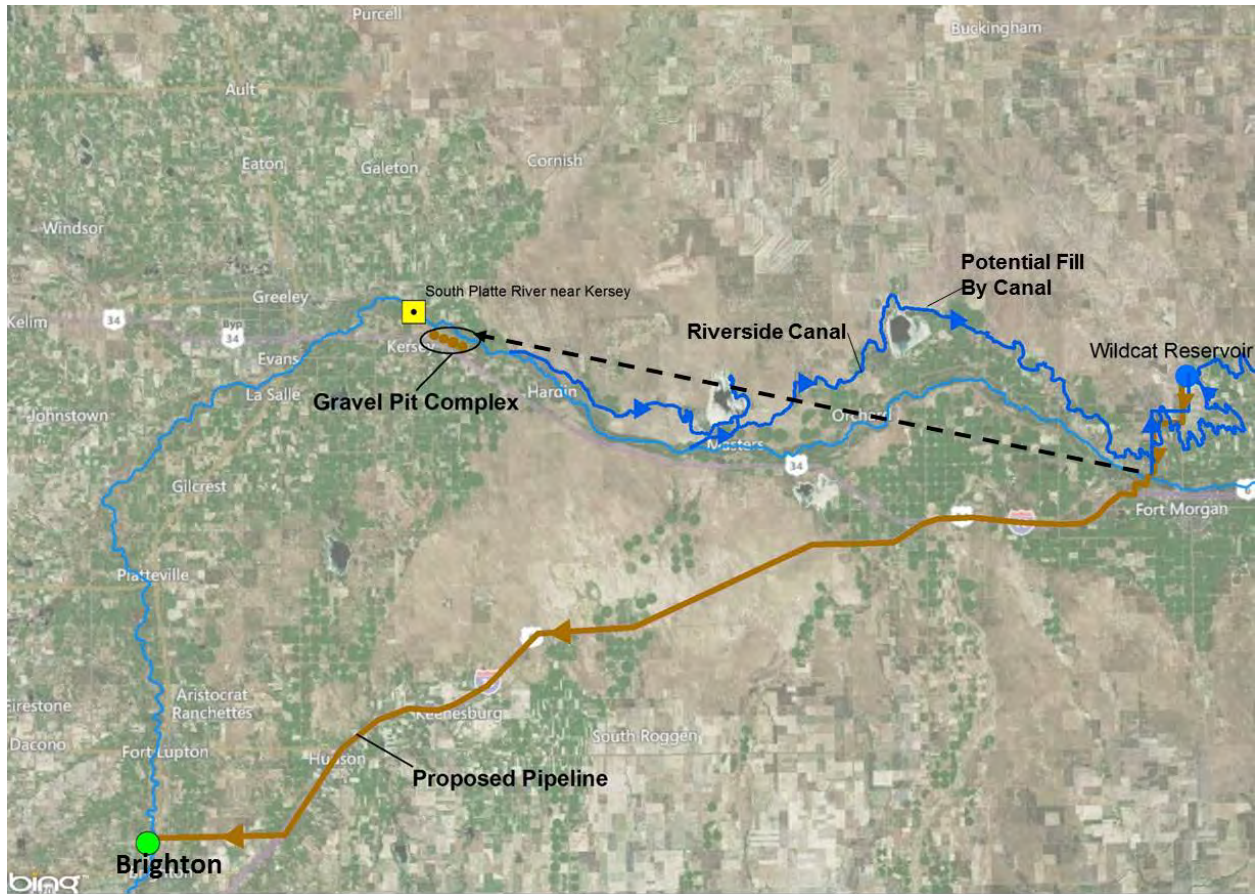 Purcell
Buckingham
Ault
Cornish
Eaton
Galeton
Windsor
Potential Fill
By Canal
South Platte River near Kersey
Greeley
Kelim
34
Byp
34
Riverside Canal
Wildcat Reservoir
Evans
Kersey
La Salle
Hardin
Gravel Pit Complex
Johnstown
Orchard
Masters
34
Gilcrest
Fort Morgan
Platteville
Aristocrat
Ranchettes
Keenesburg
Firestone
South Roggen
Dacono
Fort Lupton
Hudson
Proposed Pipeline
Brighton
bing